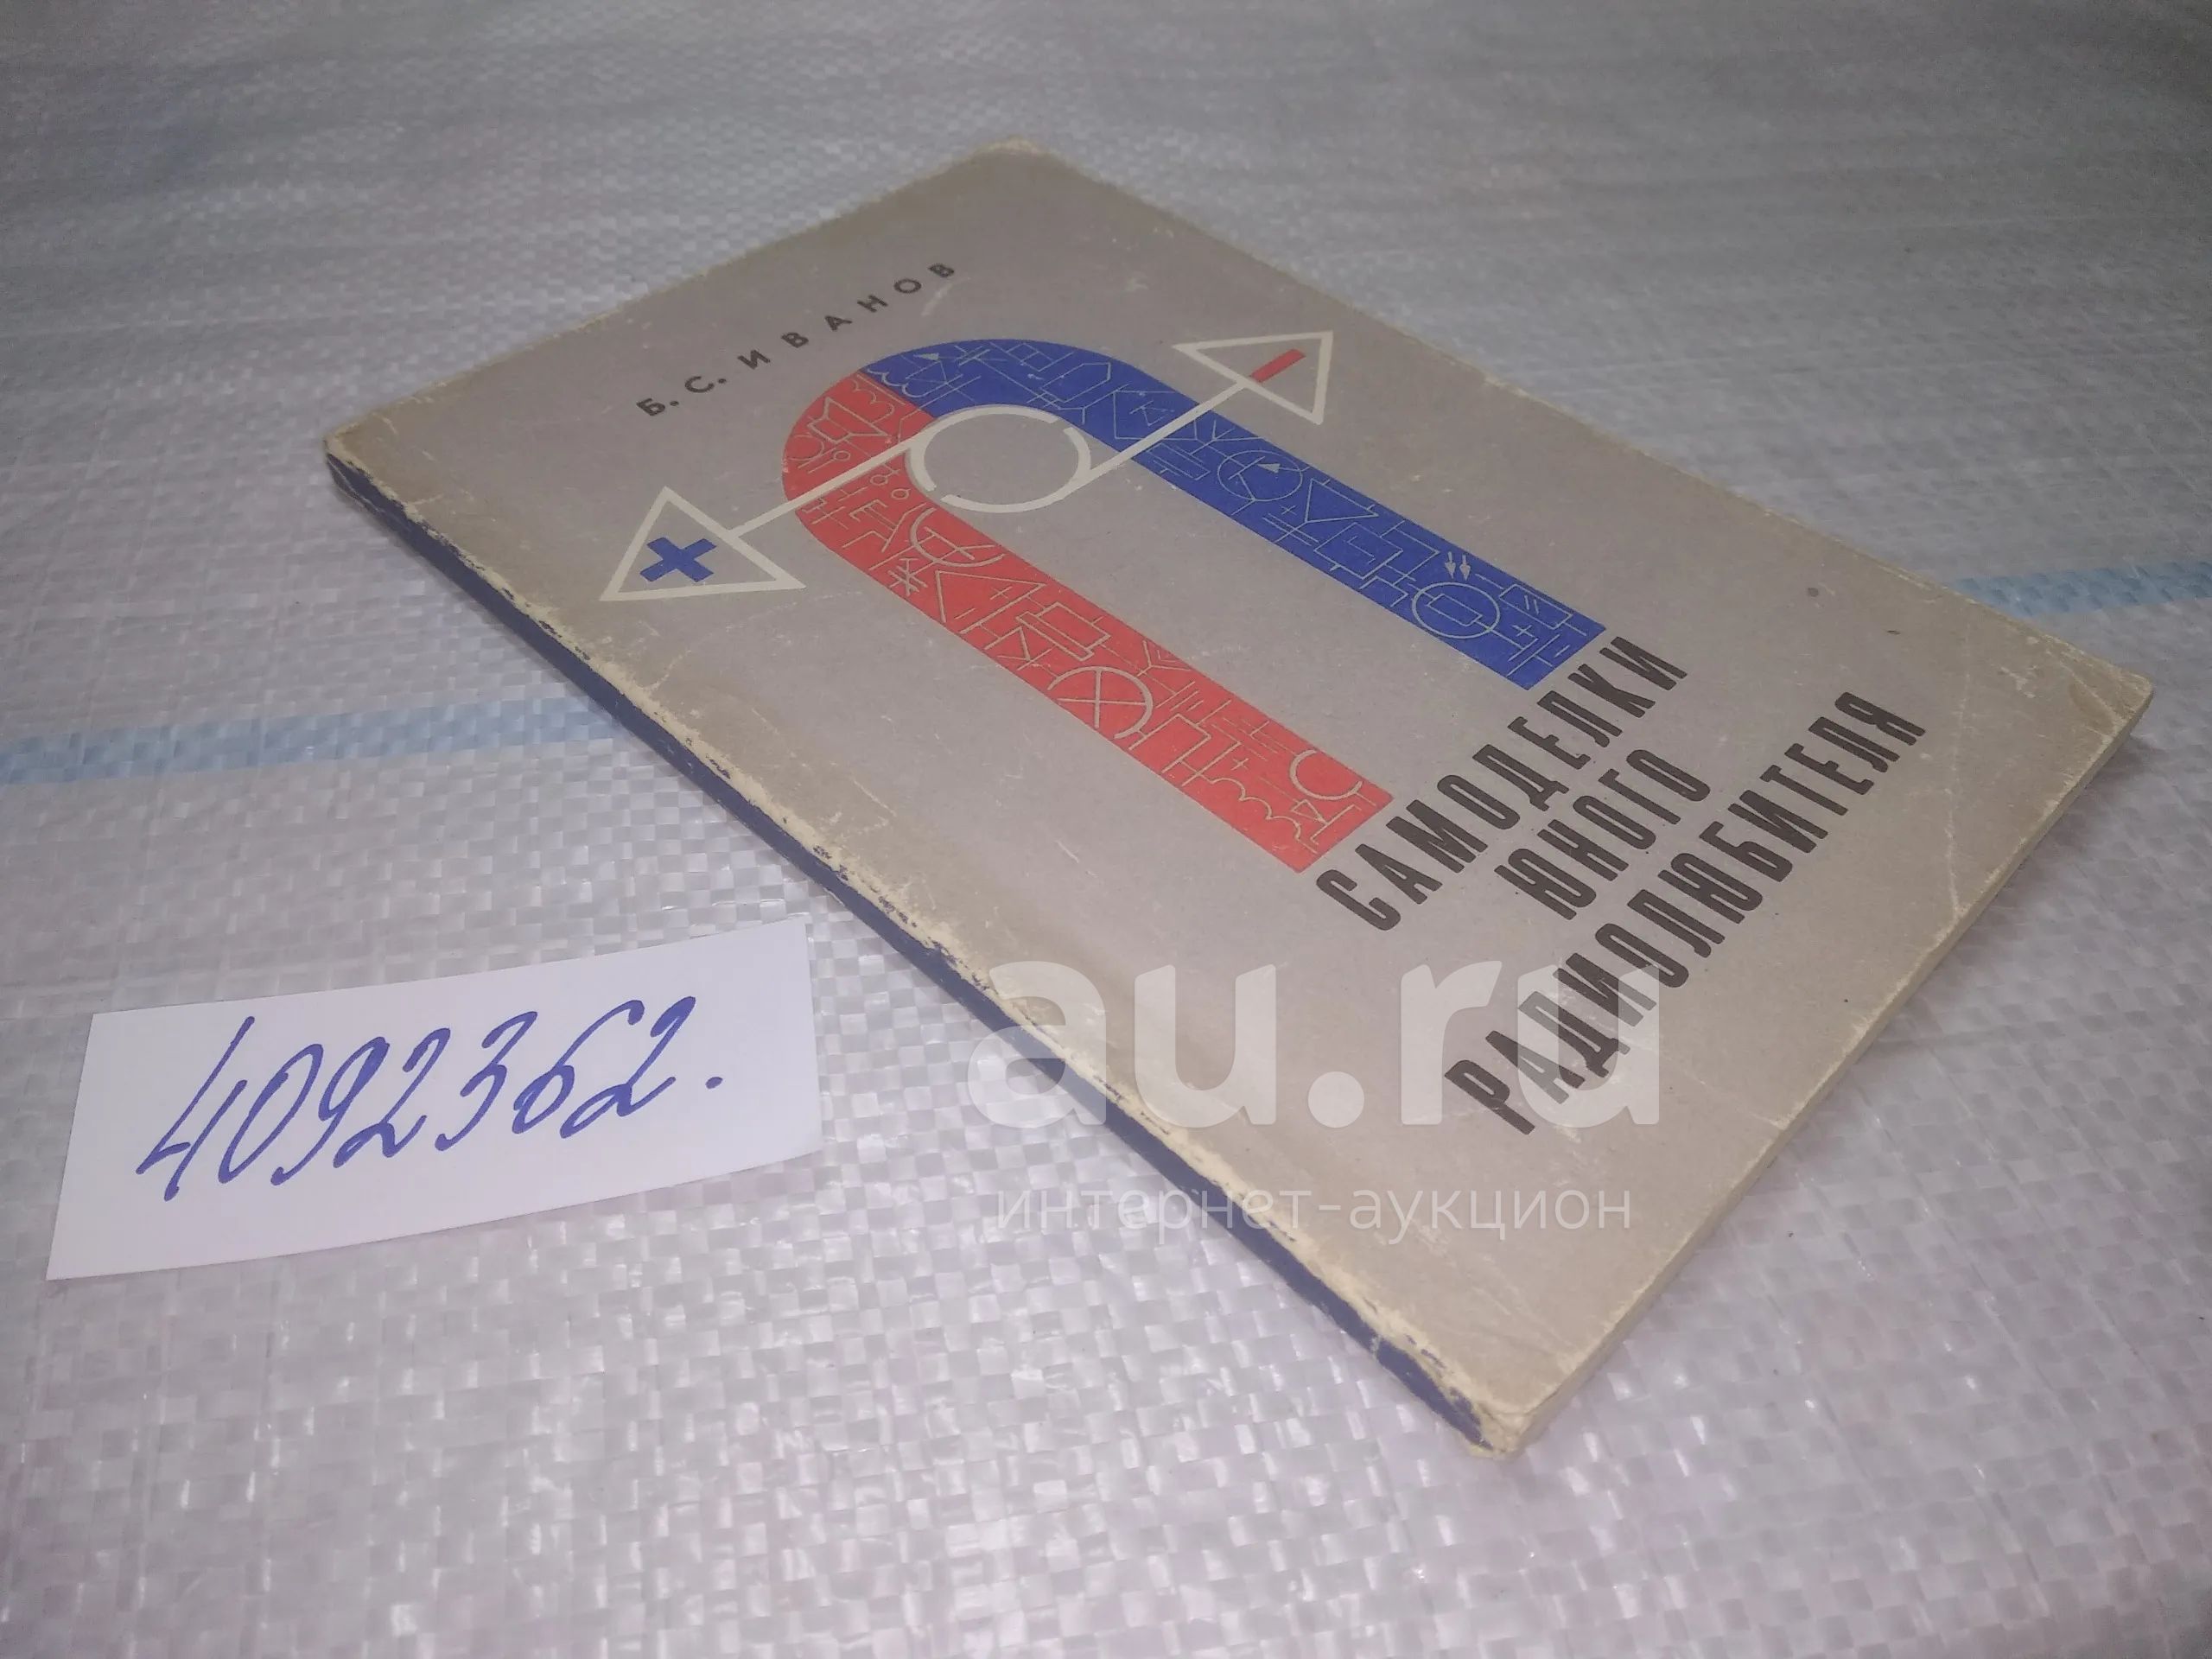 Б. С. ИВАНОВ
САМОДЕЛКИ
ЮНОГО
РАДИОЛЮБИТЕЛЯ
4092362.
au.ru
интернет-аукцион